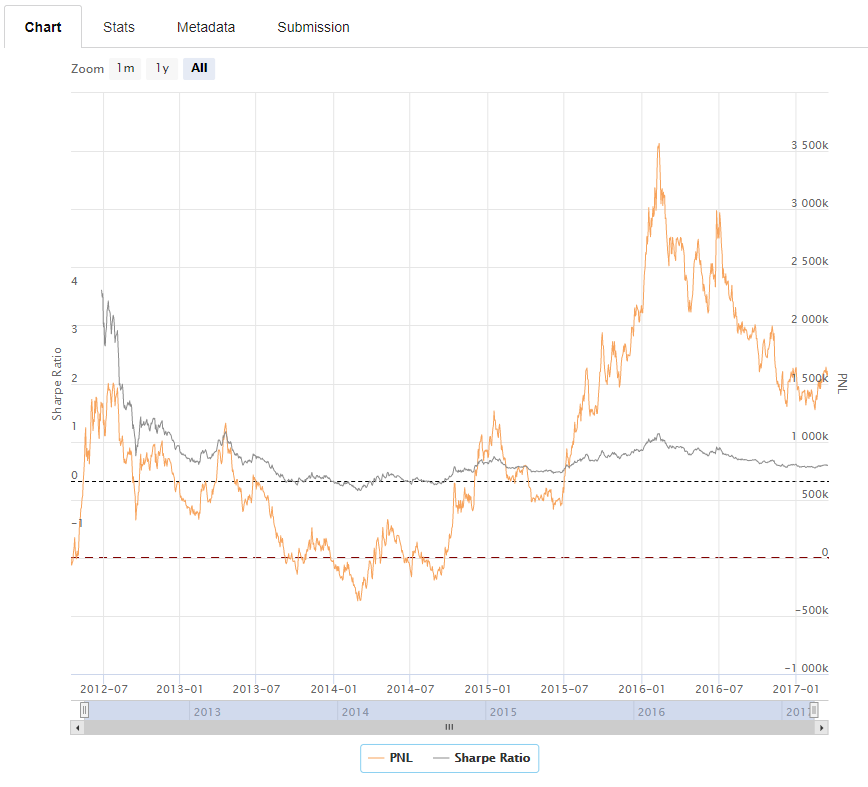 Chart Stats Metadata Submission
Zoom 1m 1y All
3 500k
3 000k
2 500k
4
2 000k
3
Sharpe Ratio
PNL
2
1 500k
1
1 000k
0
500k
-1
0
-500k
-1 000k
2012-07 2013-01 2013-07 2014-01 2014-07 2015-01 2015-07 2016-01 2016-07 2017-01
2013 2014 2015 2016 2017
PNL Sharpe Ratio